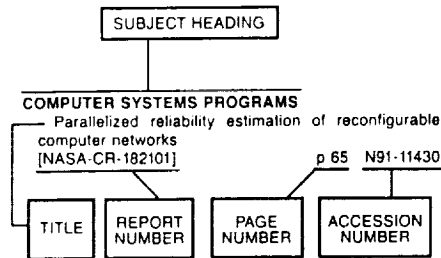 SUBJECT HEADING
COMPUTER SYSTEMS PROGRAMS
Parallelized reliability estimation of reconfigurable
computer networks
[NASA-CR-182101] p 65 N91-11430
TITLE REPORT NUMBER PAGE NUMBER ACCESSION NUMBER